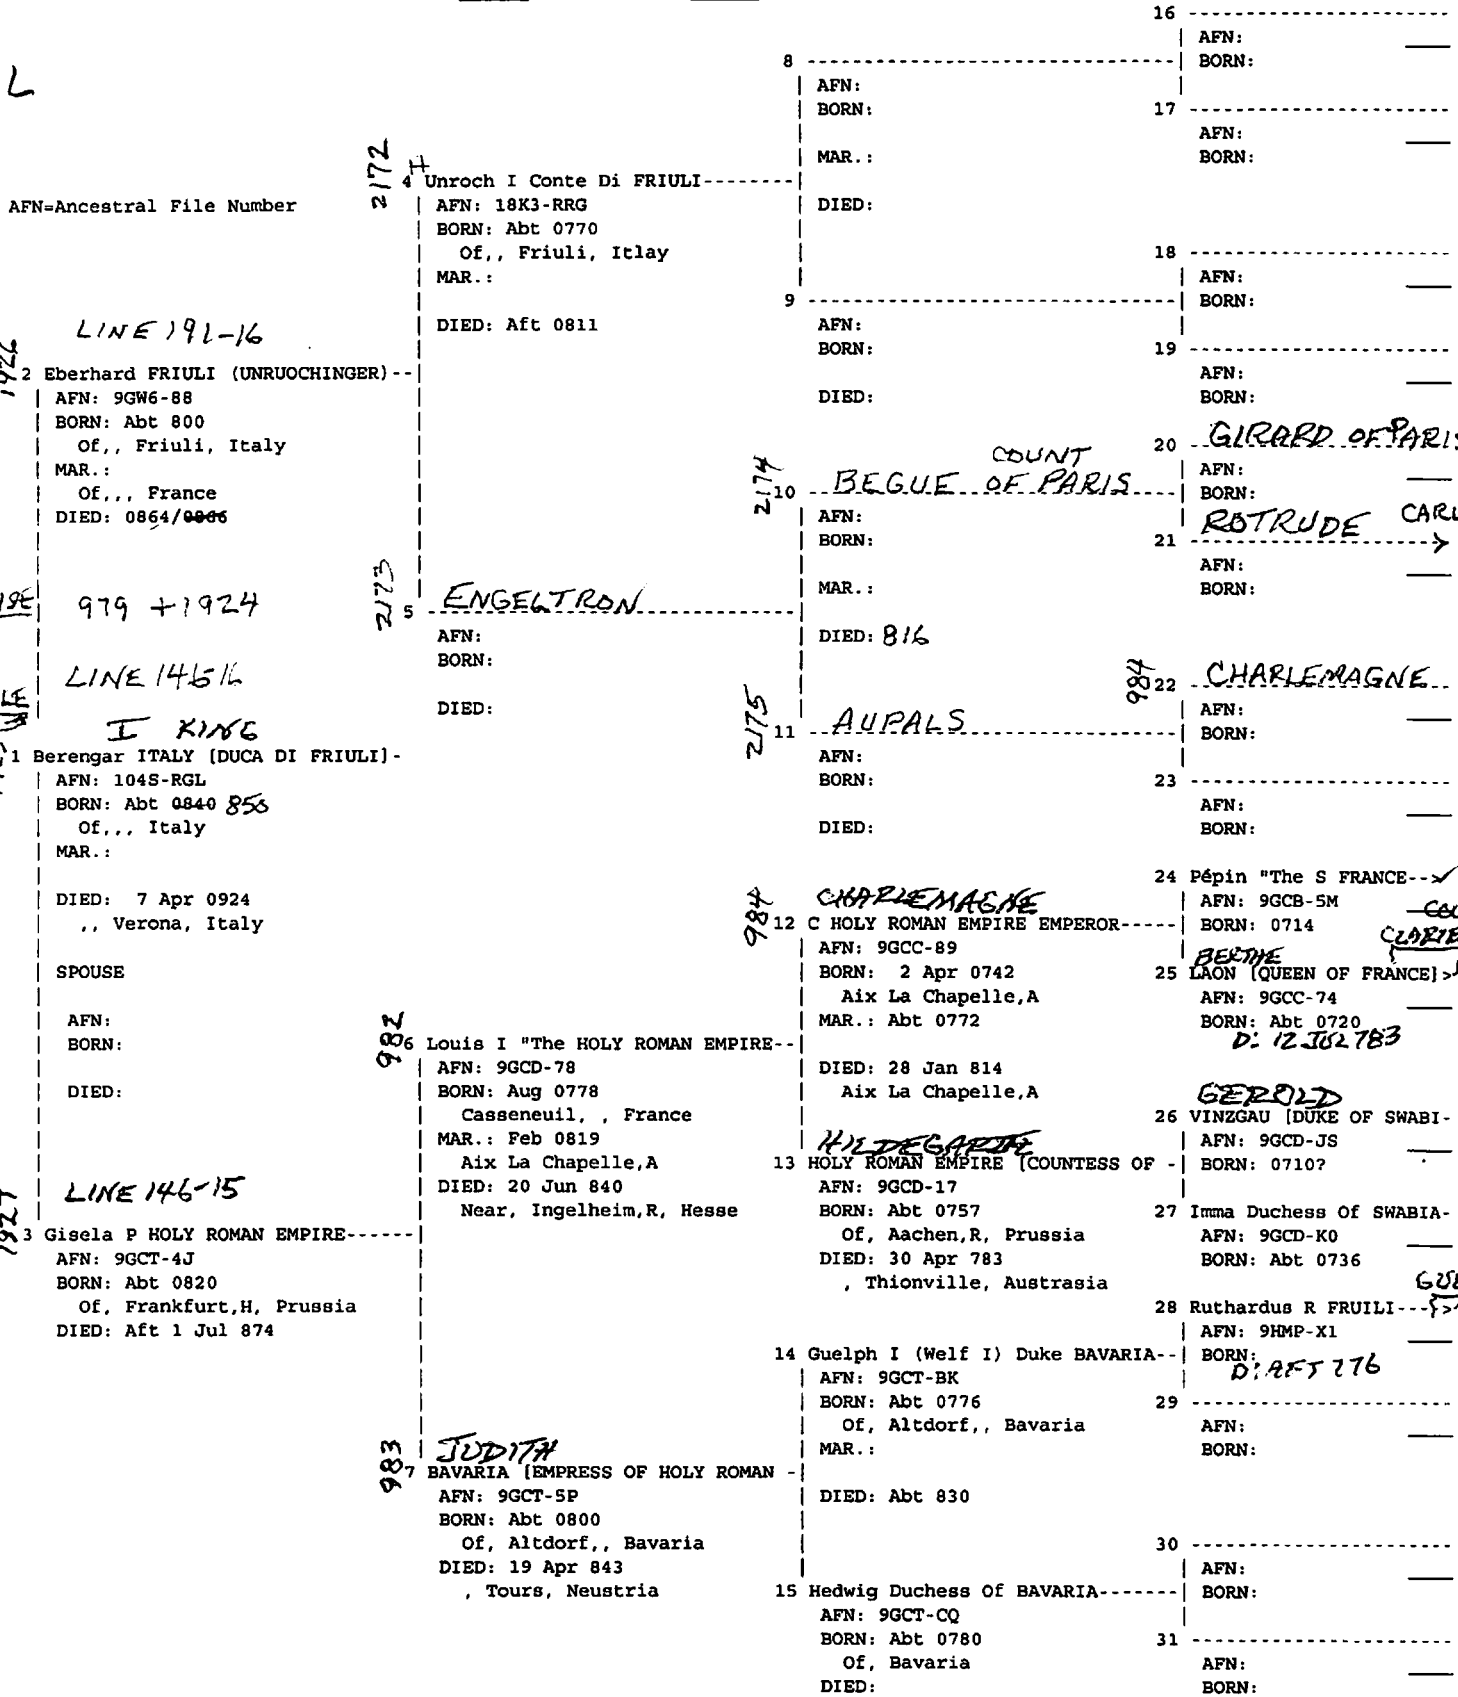 L
AFN=Ancestral File Number
1926
LINE 191-16
2 Eberhard FRIULI (UNRUOCHINGER)--
AFN: 9GW6-88
BORN: Abt 800
Of,, Friuli, Italy
MAR.:
Of,,, France
DIED: 0864/0866
979 + 1924
LINE 146-16
I KING
1 Berengar ITALY [DUCA DI FRIULI]-
AFN: 104S-RGL
BORN: Abt 0840 850
Of,,, Italy
MAR.:
DIED: 7 Apr 0924
,, Verona, Italy
SPOUSE
AFN:
BORN:
DIED:
1927
LINE 146-15
3 Gisela P HOLY ROMAN EMPIRE------
AFN: 9GCT-4J
BORN: Abt 0820
Of, Frankfurt,H, Prussia
DIED: Aft 1 Jul 874
2172
4 Unroch I Conte Di FRIULI--------
AFN: 18K3-RRG
BORN: Abt 0770
Of,, Friuli, Itlay
MAR.:
DIED: Aft 0811
2173
5 ENGELTRON
AFN:
BORN:
DIED:
982
6 Louis I "The HOLY ROMAN EMPIRE--
AFN: 9GCD-78
BORN: Aug 0778
Casseneuil, , France
MAR.: Feb 0819
Aix La Chapelle,A
DIED: 20 Jun 840
Near, Ingelheim,R, Hesse
983
JUDITH
7 BAVARIA [EMPRESS OF HOLY ROMAN -
AFN: 9GCT-5P
BORN: Abt 0800
Of, Altdorf,, Bavaria
DIED: 19 Apr 843
, Tours, Neustria
8
AFN:
BORN:
MAR.:
DIED:
9
AFN:
BORN:
DIED:
2174
COUNT
10 BEGUE OF PARIS
AFN:
BORN:
MAR.:
DIED: 816
2175
11 AUPALS
AFN:
BORN:
DIED:
984
CHARLEMAGNE
12 C HOLY ROMAN EMPIRE EMPEROR-----
AFN: 9GCC-89
BORN: 2 Apr 0742
Aix La Chapelle,A
MAR.: Abt 0772
DIED: 28 Jan 814
Aix La Chapelle,A
HILDEGARDE
13 HOLY ROMAN EMPIRE [COUNTESS OF -
AFN: 9GCD-17
BORN: Abt 0757
Of, Aachen,R, Prussia
DIED: 30 Apr 783
, Thionville, Austrasia
14 Guelph I (Welf I) Duke BAVARIA--
AFN: 9GCT-BK
BORN: Abt 0776
Of, Altdorf,, Bavaria
MAR.:
DIED: Abt 830
15 Hedwig Duchess Of BAVARIA-------
AFN: 9GCT-CQ
BORN: Abt 0780
Of, Bavaria
DIED:
16
AFN:
BORN:
17
AFN:
BORN:
18
AFN:
BORN:
19
AFN:
BORN:
20 GIRARD OF PARIS
AFN:
BORN:
ROTRUDE CARL
21
AFN:
BORN:
984
22 CHARLEMAGNE
AFN:
BORN:
23
AFN:
BORN:
24 Pépin "The S FRANCE--
AFN: 9GCB-5M
BORN: 0714
BERTHE
25 LAON [QUEEN OF FRANCE]>
AFN: 9GCC-74
BORN: Abt 0720
D: 12 JUL 783
GEROLD
26 VINZGAU [DUKE OF SWABI-
AFN: 9GCD-JS
BORN: 0710?
27 Imma Duchess Of SWABIA-
AFN: 9GCD-K0
BORN: Abt 0736
28 Ruthardus R FRUILI---
AFN: 9HMP-X1
BORN:
D: AFT 776
29
AFN:
BORN:
30
AFN:
BORN:
31
AFN:
BORN: